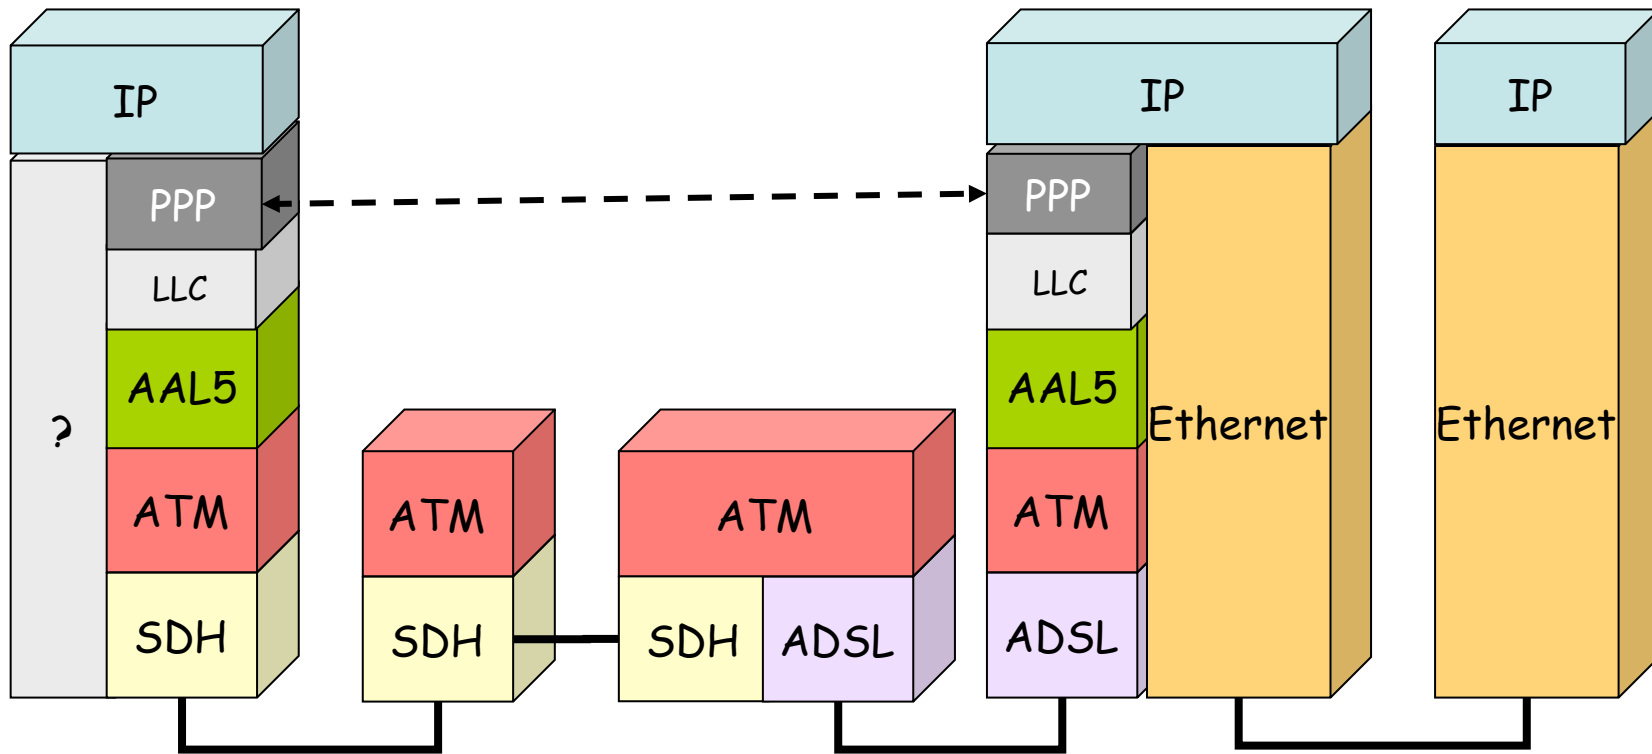 IP
PPP
LLC
AAL5
?
ATM
SDH
ATM
SDH
ATM
SDH
ADSL
IP
PPP
LLC
AAL5
Ethernet
ATM
ADSL
IP
Ethernet